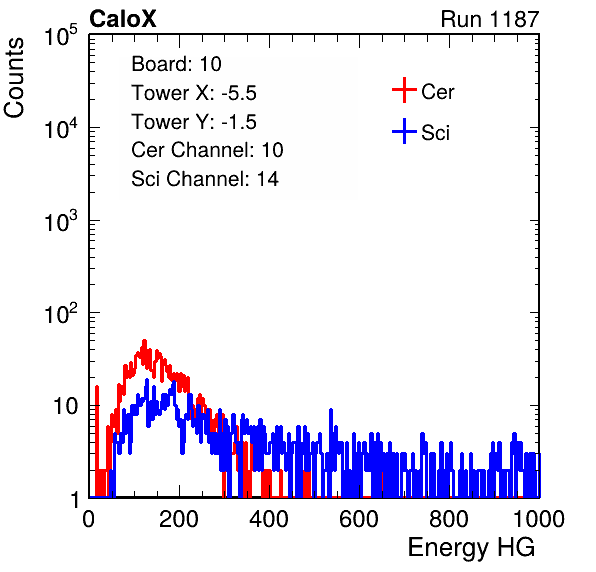 CaloX Run 1187
Counts
Board: 10
Tower X: -5.5
Tower Y: -1.5
Cer Channel: 10
Sci Channel: 14
Cer
Sci
10^5
10^4
10^3
10^2
10
1
0 200 400 600 800 1000
Energy HG